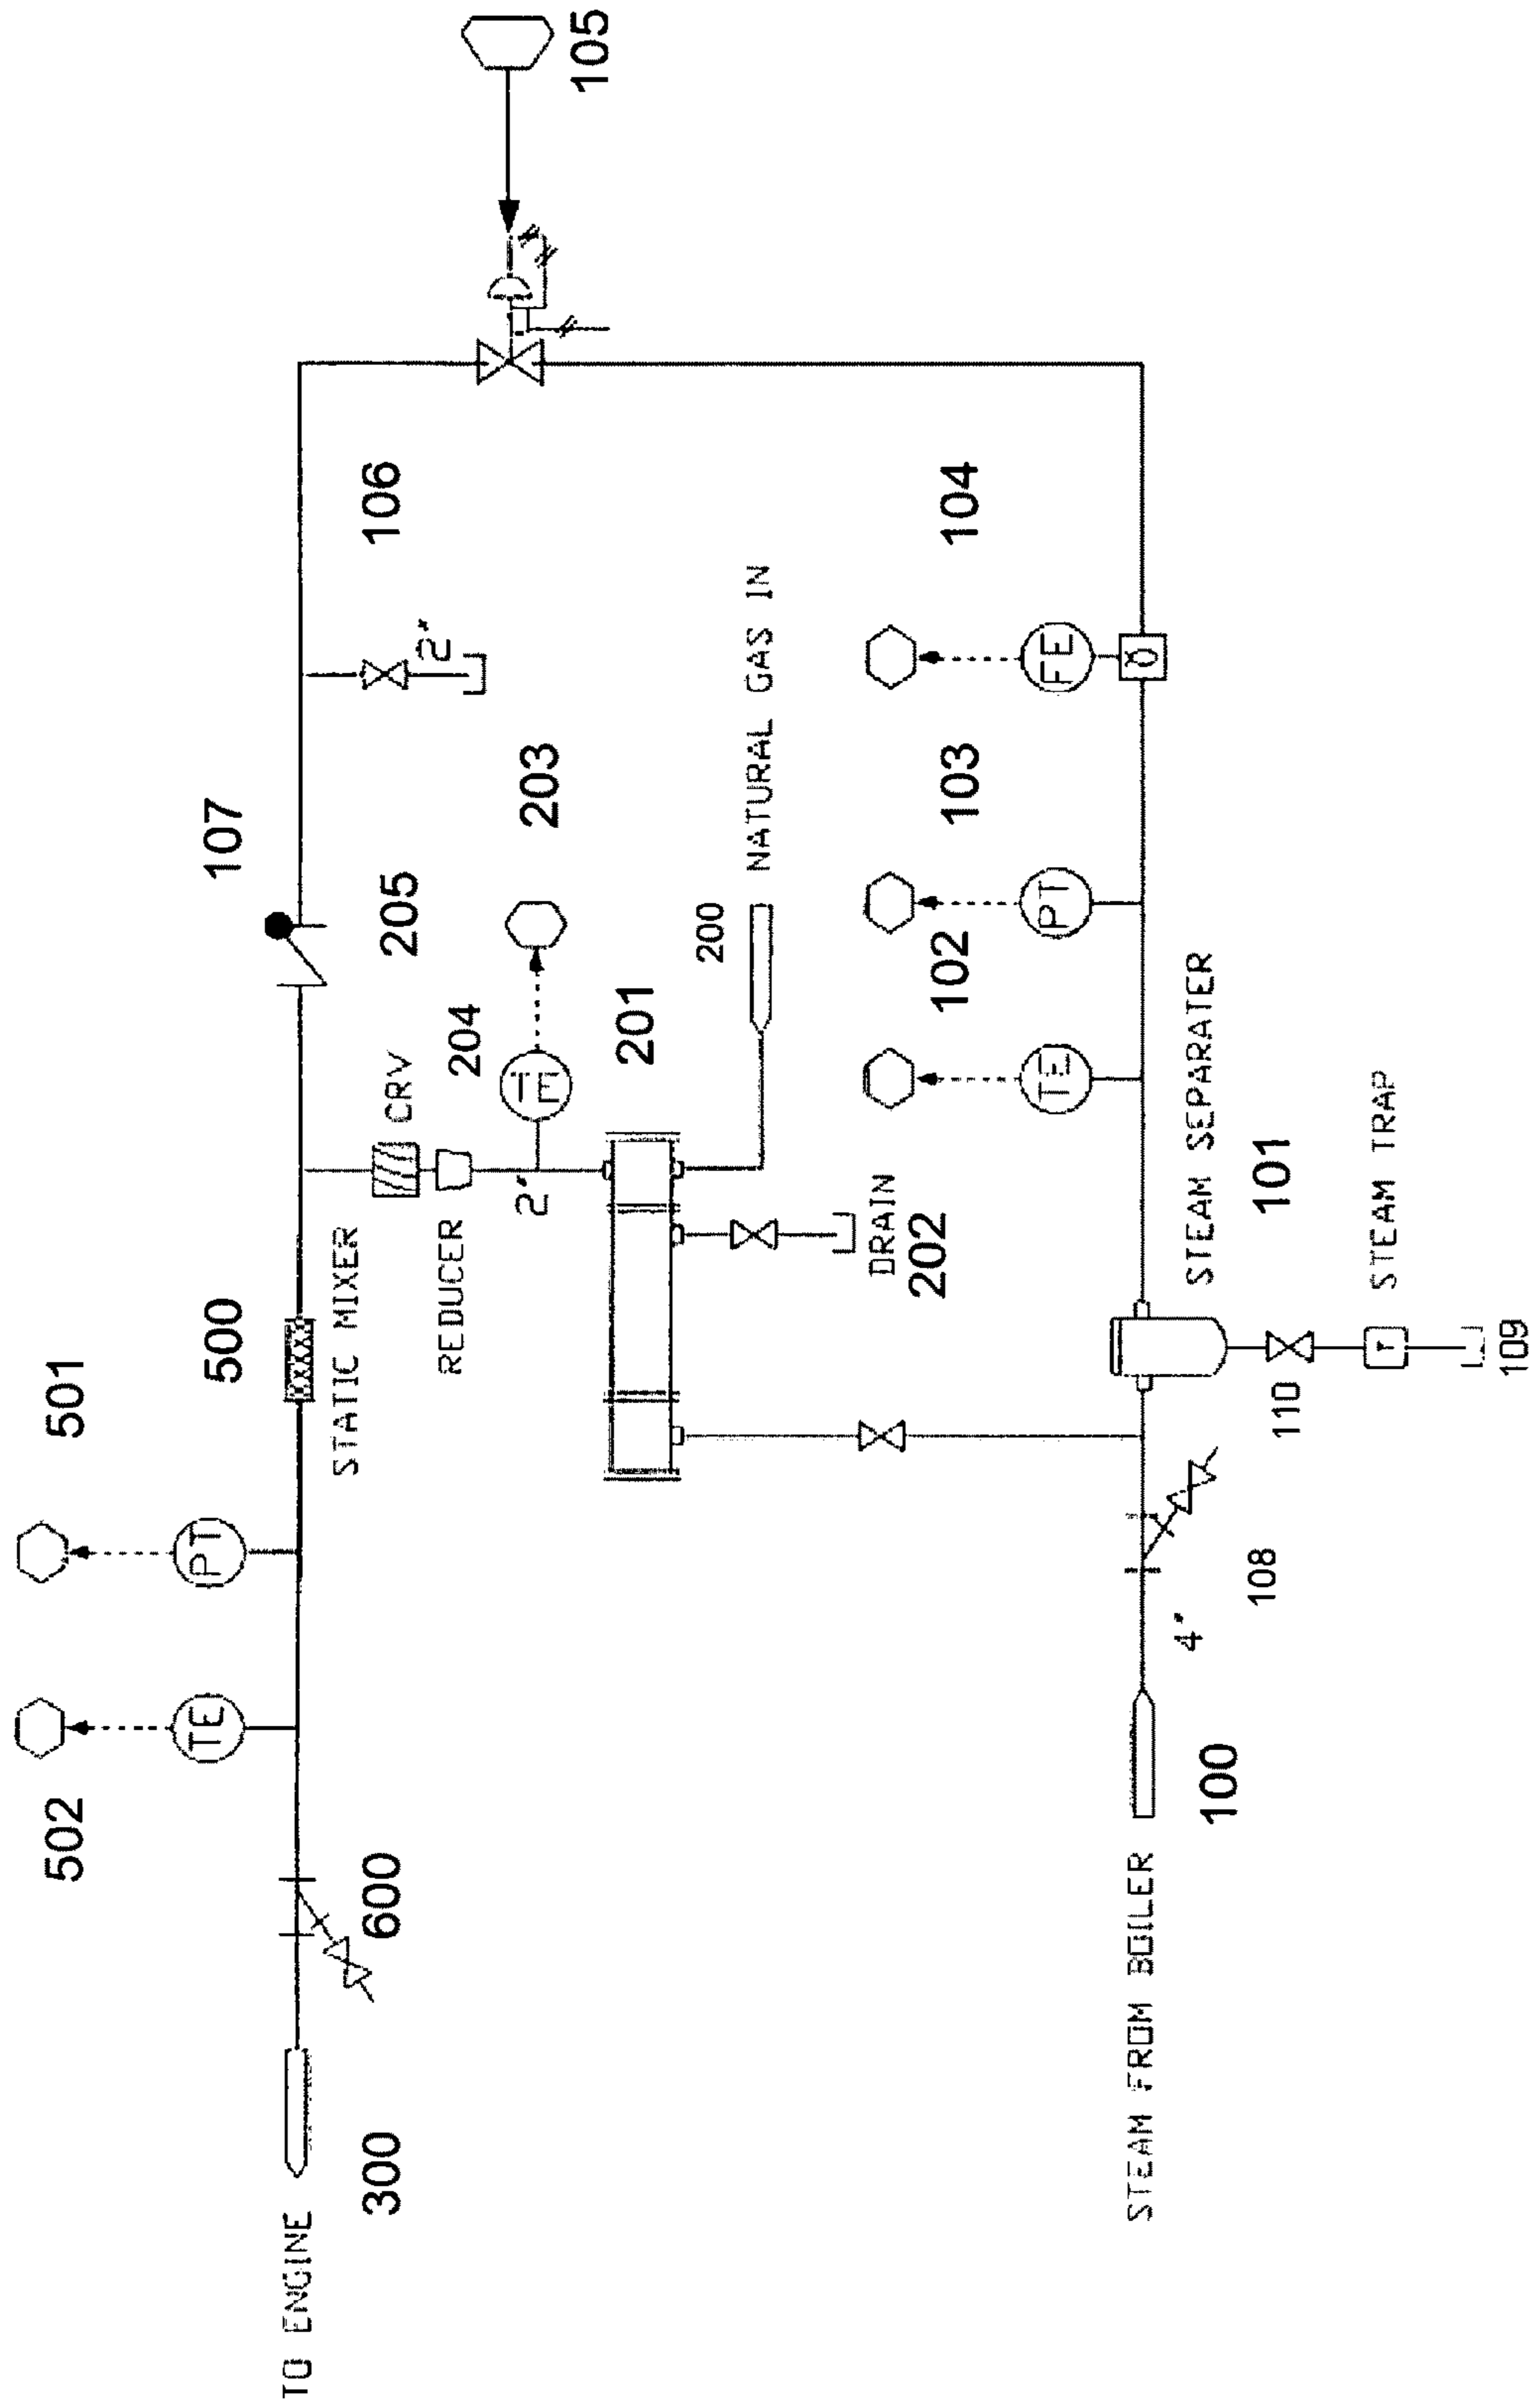 502
501
500
107
105
TE
PT
TO ENGINE
300
600
STATIC MIXER
CRV
205
106
REDUCER
204
203
2"
2"
TE
201
200
NATURAL GAS IN
DRAIN
202
102
103
104
TE
PT
FE
STEAM FROM BOILER
100
4"
108
STEAM SEPARATER
101
110
STEAM TRAP
109